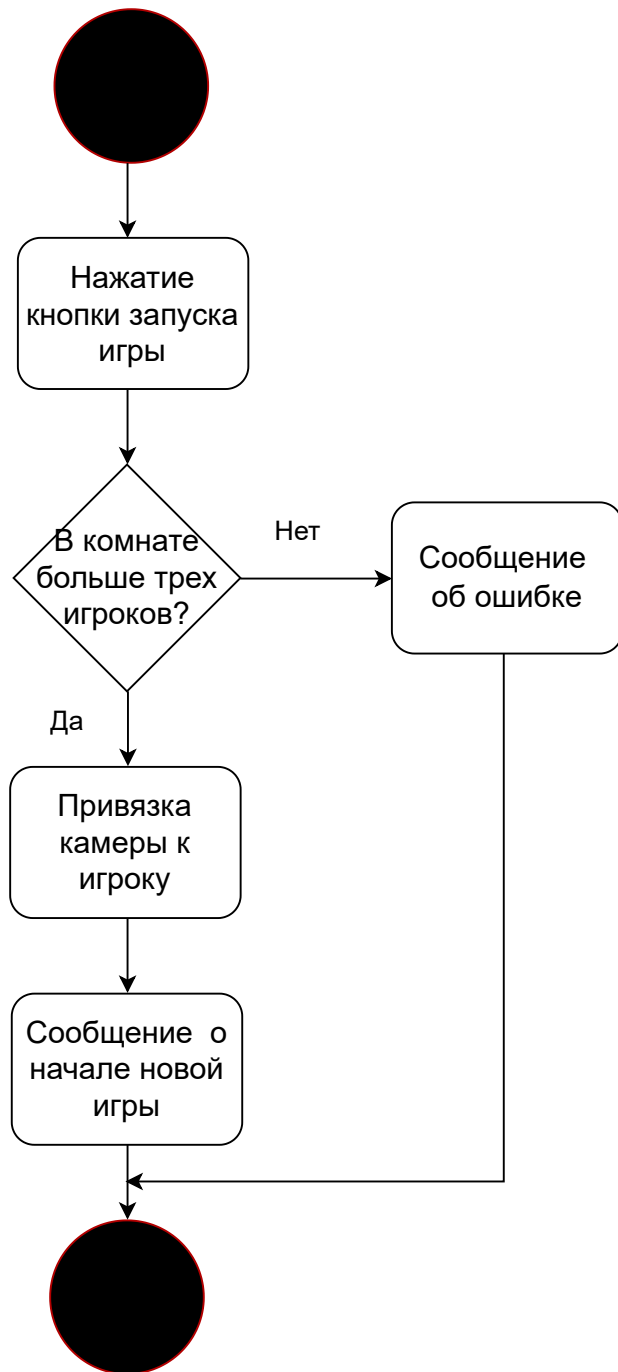 Нажатие
кнопки запуска
игры
В комнате
больше трех
игроков?
Нет
Сообщение
об ошибке
Да
Привязка
камеры к
игроку
Сообщение о
начале новой
игры